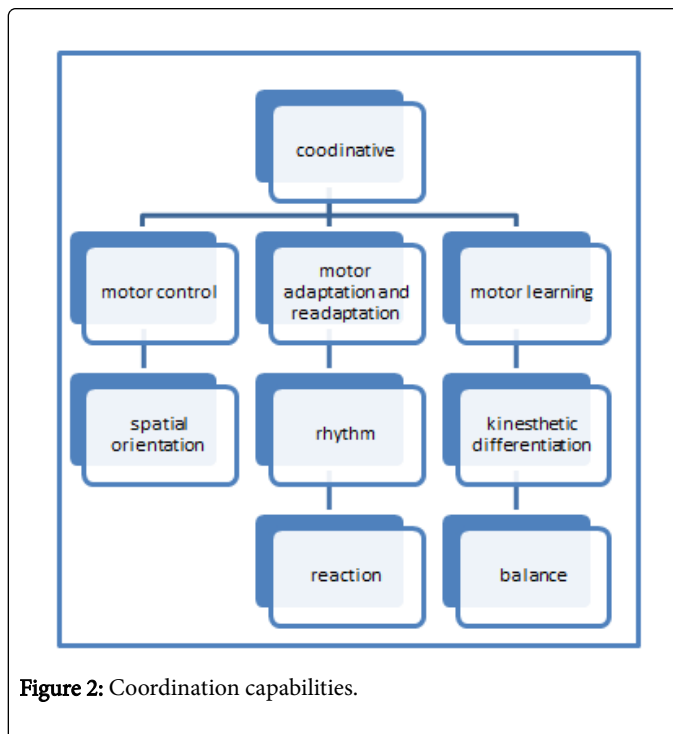 coodinative
motor control
motor
adaptation and
readaptation
motor learning
spatial
orientation
rhythm
kinesthetic
differentiation
reaction
balance
Figure 2: Coordination capabilities.